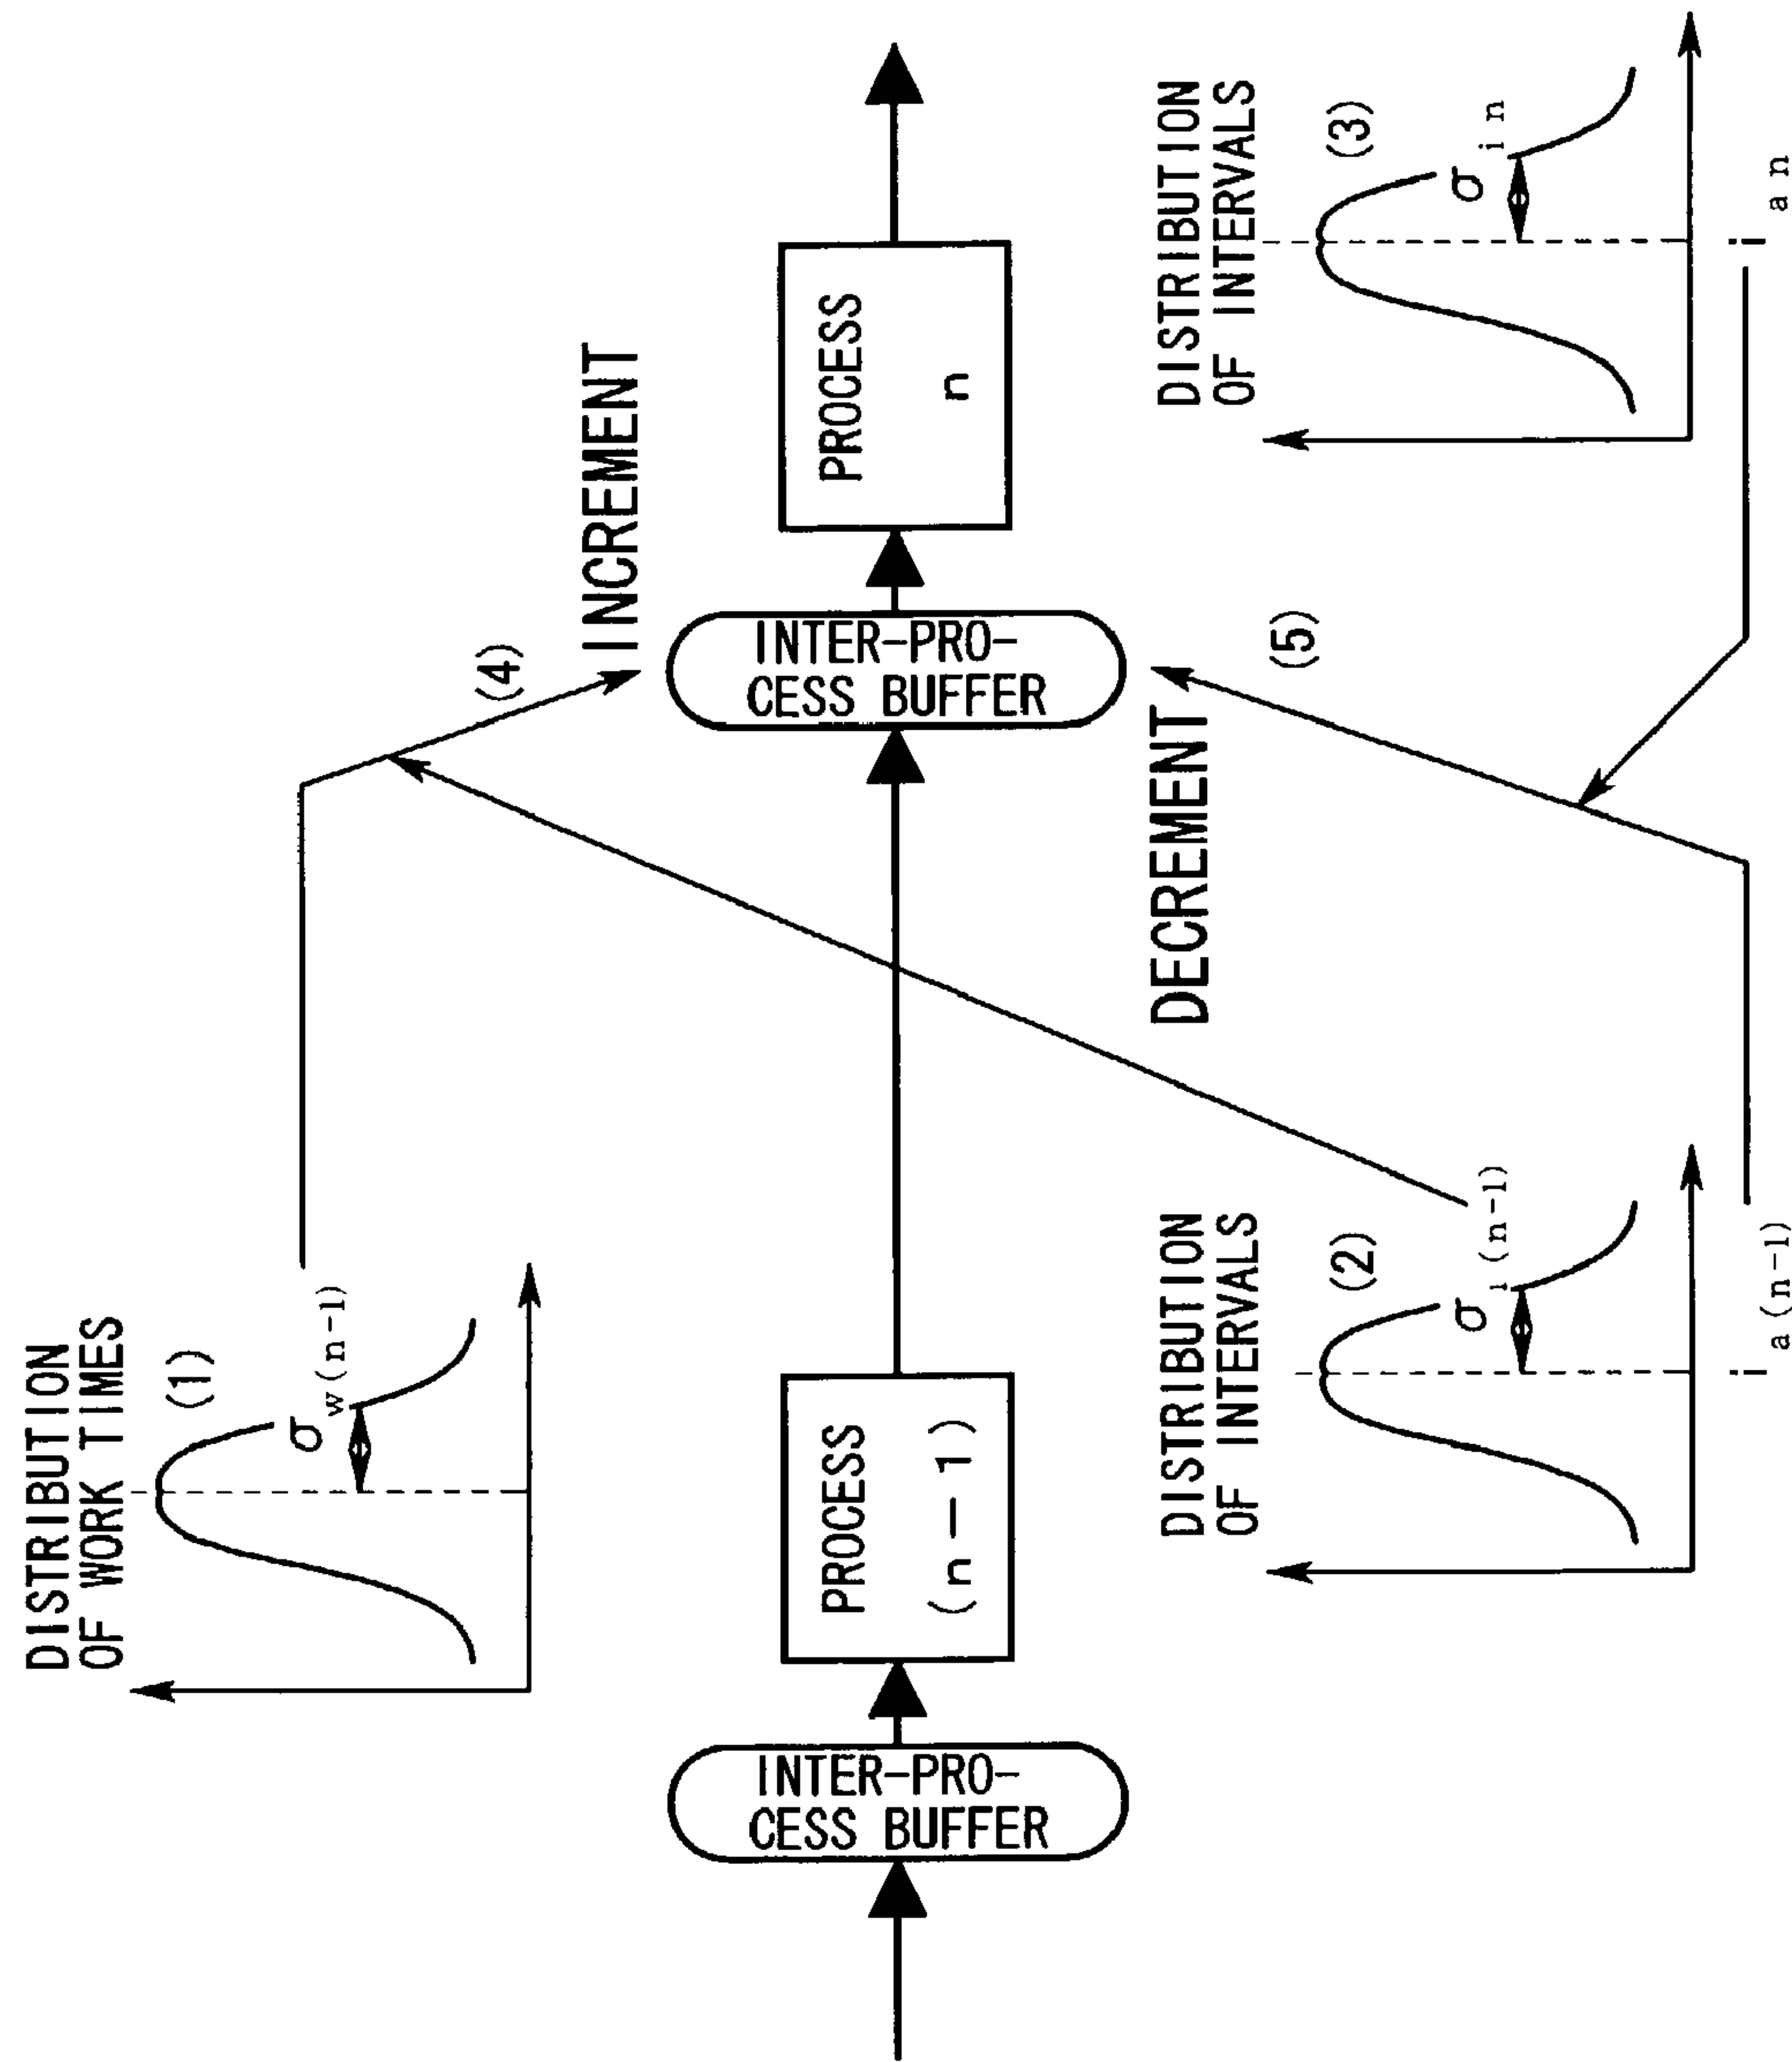 DISTRIBUTION
OF WORK TIMES
(1)
σw(n-1)
(4)
INCREMENT
INTER-PRO-
CESS BUFFER
PROCESS
(n-1)
INTER-PRO-
CESS BUFFER
PROCESS
n
DECREMENT
(5)
DISTRIBUTION
OF INTERVALS
(2)
σi(n-1)
ia(n-1)
DISTRIBUTION
OF INTERVALS
(3)
σin
ian